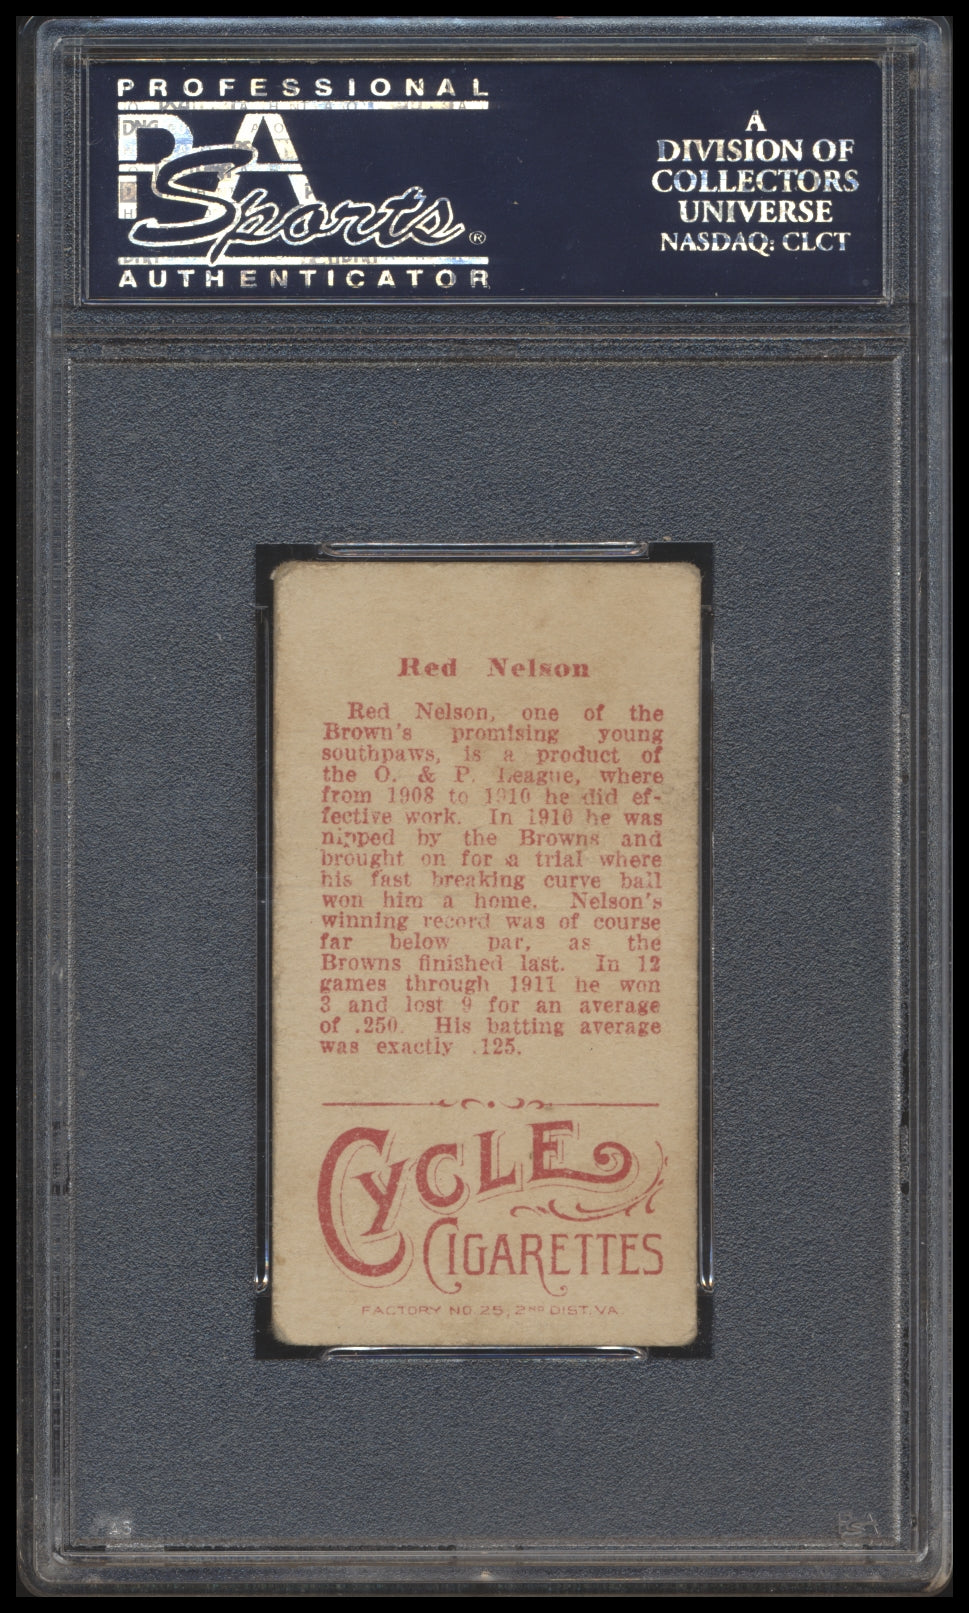 PROFESSIONAL
PSA
Sports®
AUTHENTICATOR
A
DIVISION OF
COLLECTORS
UNIVERSE
NASDAQ: CLCT
Red Nelson
Red Nelson, one of the
Brown's promising young
southpaws, is a product of
the O. & P. League, where
from 1908 to 1910 he did ef-
fective work. In 1910 he was
nipped by the Browns and
brought on for a trial where
his fast breaking curve ball
won him a home. Nelson's
winning record was of course
far below par, as the
Browns finished last. In 12
games through 1911 he won
3 and lost 9 for an average
of .250. His batting average
was exactly .125.
CYCLE
CIGARETTES
FACTORY NO. 25, 2ND DIST. VA.
PSA